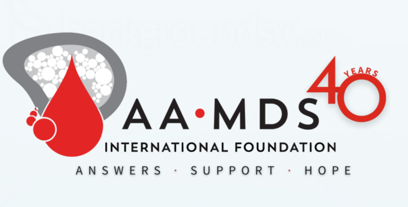 AA·MDS
40 YEARS
INTERNATIONAL FOUNDATION
ANSWERS · SUPPORT · HOPE